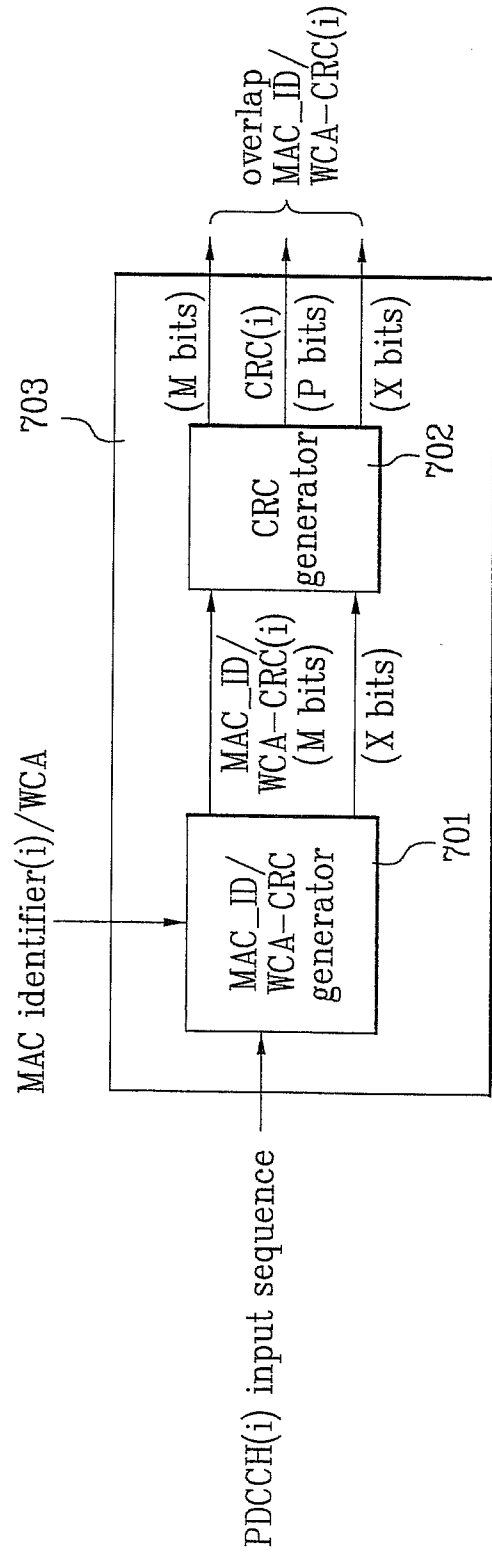 PDCCH(i) input sequence
MAC identifier(i)/WCA
703
MAC_ID/
WCA-CRC
generator
701
MAC_ID/
WCA-CRC(i)
(M bits)
(X bits)
CRC
generator
702
(M bits)
CRC(i)
(P bits)
(X bits)
overlap
MAC_ID/
WCA-CRC(i)